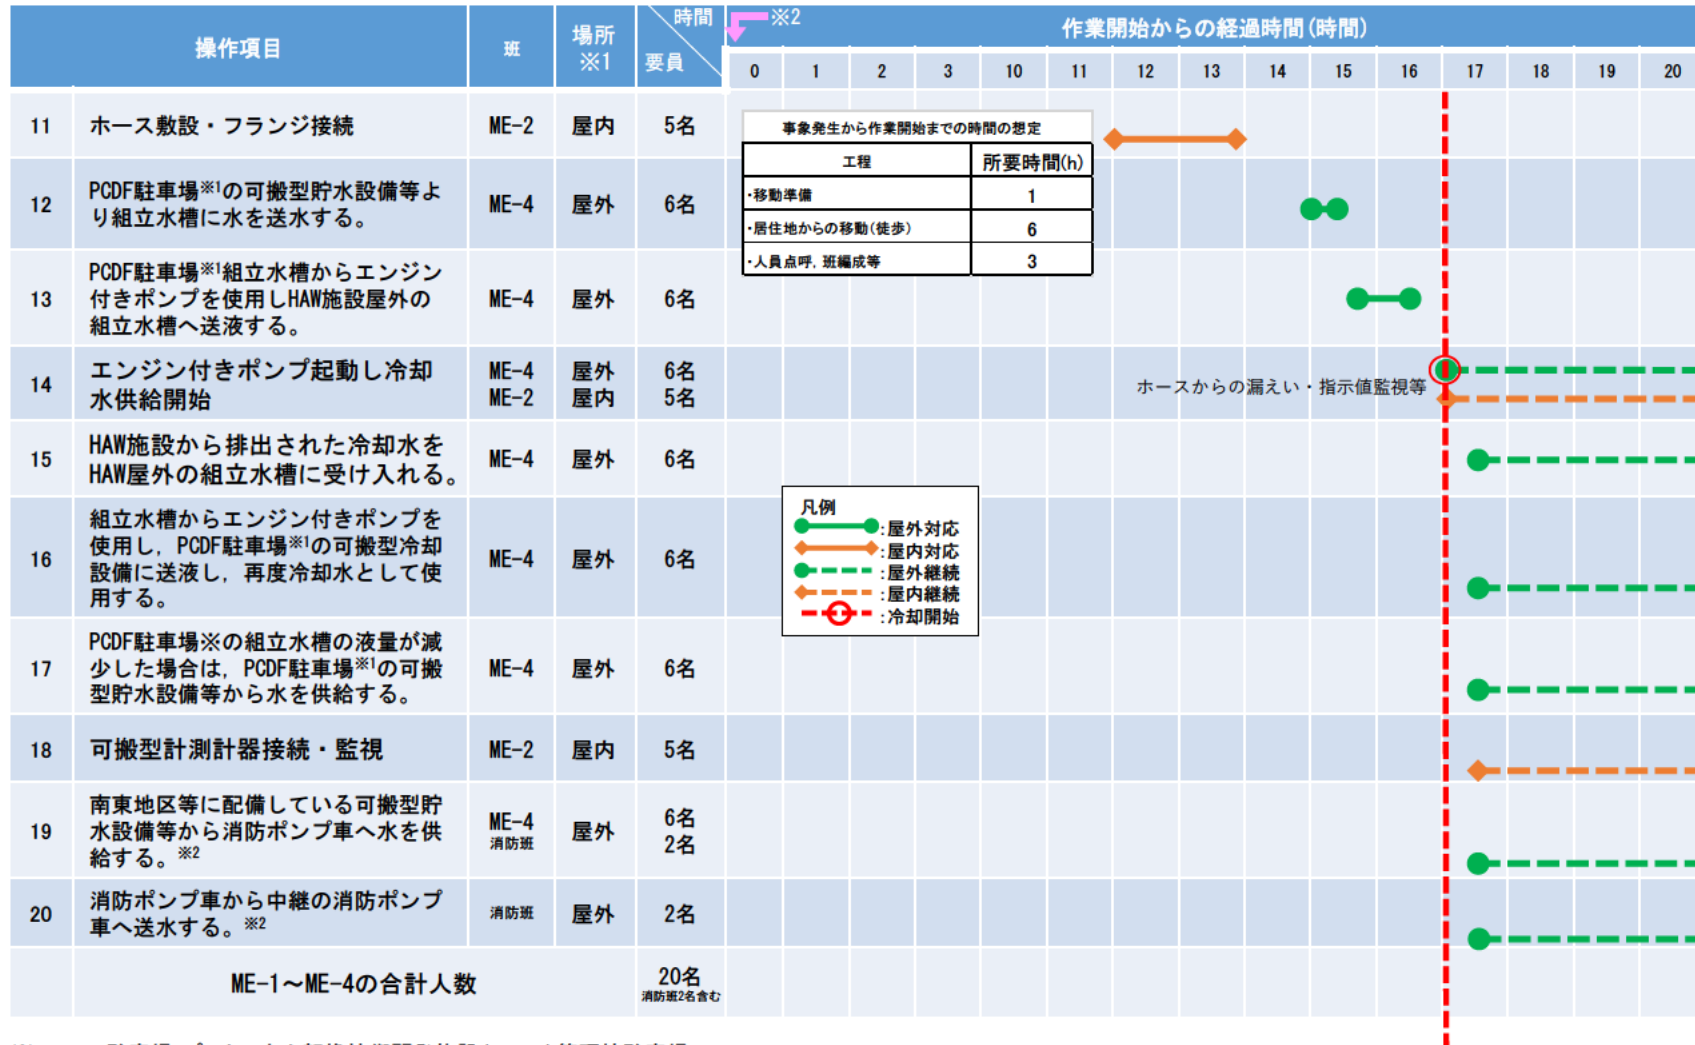 操作項目
班
場所
※1
時間
要員
※2
作業開始からの経過時間(時間)
0 1 2 3 10 11 12 13 14 15 16 17 18 19 20
11 ホース敷設・フランジ接続 ME-2 屋内 5名
事象発生から作業開始までの時間の想定
工程 所要時間(h)
・移動準備 1
・居住地からの移動(徒歩) 6
・人員点呼,班編成等 3
12 PCDF駐車場※1の可搬型貯水設備等よ
り組立水槽に水を送水する。
ME-4 屋外 6名
13 PCDF駐車場※1組立水槽からエンジン
付きポンプを使用しHAW施設屋外の
組立水槽へ送液する。
ME-4 屋外 6名
14 エンジン付きポンプ起動し冷却
水供給開始
ME-4 屋外 6名
ME-2 屋内 5名
ホースからの漏えい・指示値監視等
15 HAW施設から排出された冷却水を
HAW屋外の組立水槽に受け入れる。
ME-4 屋外 6名
凡例
:屋外対応
:屋内対応
:屋外継続
:屋内継続
:冷却開始
16 組立水槽からエンジン付きポンプを
使用し,PCDF駐車場※1の可搬型冷却
設備に送液し,再度冷却水として使
用する。
ME-4 屋外 6名
17 PCDF駐車場※の組立水槽の液量が減
少した場合は,PCDF駐車場※1の可搬
型貯水設備等から水を供給する。
ME-4 屋外 6名
18 可搬型計測計器接続・監視 ME-2 屋内 5名
19 南東地区等に配備している可搬型貯
水設備等から消防ポンプ車へ水を供
給する。※2
ME-4 屋外 6名
消防班 2名
20 消防ポンプ車から中継の消防ポンプ
車へ送水する。※2
消防班 屋外 2名
ME-1～ME-4の合計人数 20名
消防班2名含む